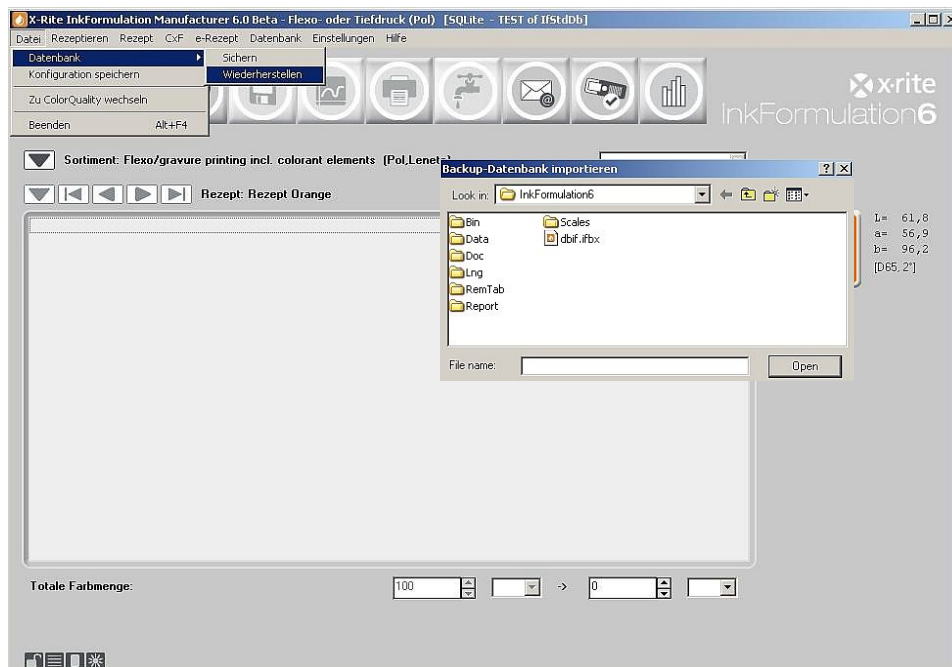 X-Rite InkFormulation Manufacturer 6.0 Beta - Flexo- oder Tiefdruck (Pol) [SQLite - TEST of IfStdDb]
Datei Rezeptieren Rezept CxF e-Rezept Datenbank Einstellungen Hilfe
Datenbank
Konfiguration speichern
Zu ColorQuality wechseln
Beenden Alt+F4
Sichern
Wiederherstellen
x·rite
InkFormulation6
Sortiment: Flexo/gravure printing incl. colorant elements (Pol,Leneta)
Rezept: Rezept Orange
Backup-Datenbank importieren
Look in: InkFormulation6
Bin
Data
Doc
Lng
RemTab
Report
Scales
dbif.ifbx
File name:
Open
L= 61,8
a= 56,9
b= 96,2
[D65, 2°]
Totale Farbmenge:
100 -> 0